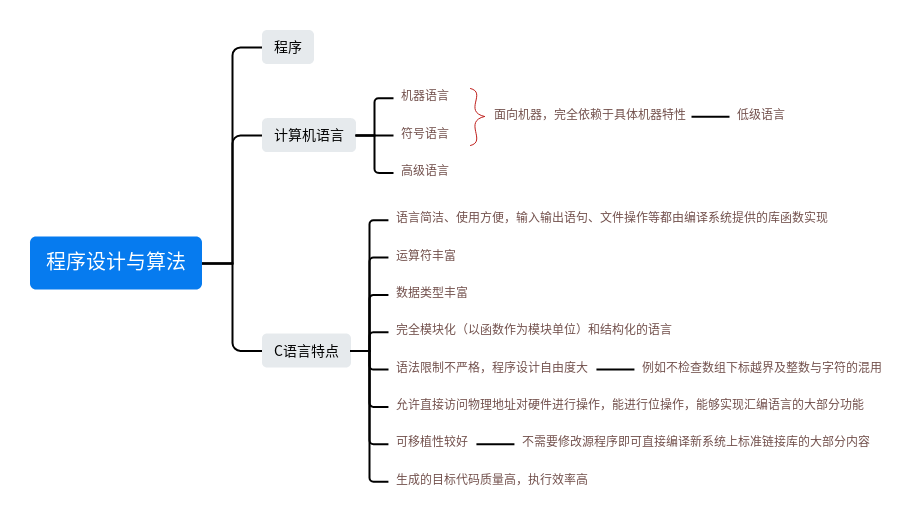 程序设计与算法
程序
计算机语言
机器语言
符号语言
面向机器，完全依赖于具体机器特性
低级语言
高级语言
C语言特点
语言简洁、使用方便，输入输出语句、文件操作等都由编译系统提供的库函数实现
运算符丰富
数据类型丰富
完全模块化（以函数作为模块单位）和结构化的语言
语法限制不严格，程序设计自由度大
例如不检查数组下标越界及整数与字符的混用
允许直接访问物理地址对硬件进行操作，能进行位操作，能够实现汇编语言的大部分功能
可移植性较好
不需要修改源程序即可直接编译新系统上标准链接库的大部分内容
生成的目标代码质量高，执行效率高